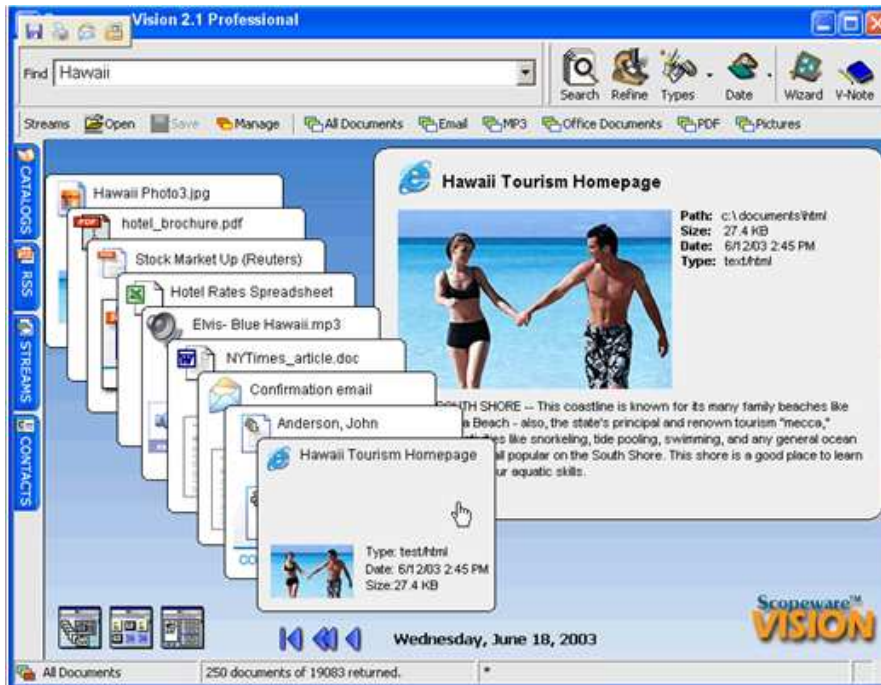 Vision 2.1 Professional
Find Hawaii
Search Refine Types Date Wizard V-Note
Streams Open Save Manage All Documents Email MP3 Office Documents PDF Pictures
CATALOGS
RSS
STREAMS
CONTACTS
Hawaii Photo3.jpg
hotel_brochure.pdf
Stock Market Up (Reuters)
Hotel Rates Spreadsheet
Elvis- Blue Hawaii.mp3
NYTimes_article.doc
Confirmation email
Anderson, John
Hawaii Tourism Homepage
Type: test/html
Date: 6/12/03 2:45 PM
Size:27.4 KB
Hawaii Tourism Homepage
Path: c:\documents\html
Size: 27.4 KB
Date: 6/12/03 2:45 PM
Type: text/html
SHORE -- This coastline is known for its many family beaches like
a Beach - also, the state's principal and renown tourism "mecca,"
like snorkeling, tide pooling, swimming, and any general ocean
popular on the South Shore. This shore is a good place to learn
ur aquatic skills.
Wednesday, June 18, 2003
Scopeware™
VISION
All Documents 250 documents of 19083 returned. *